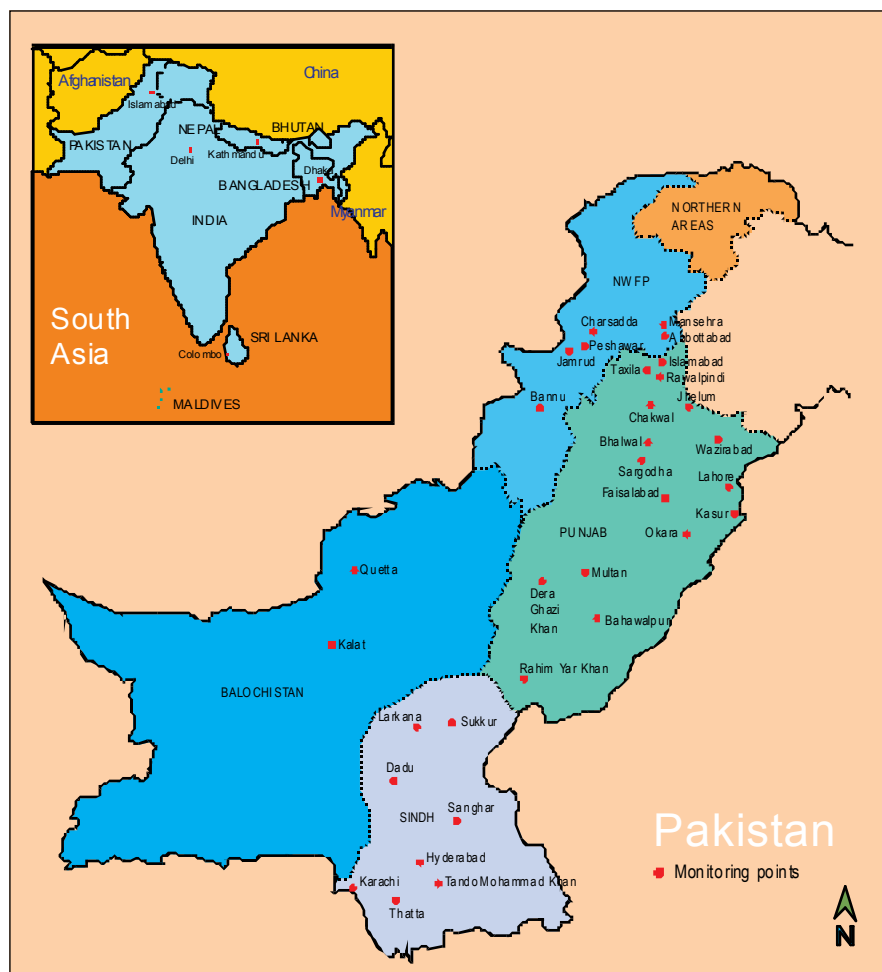 Afghanistan
China
Islamabad
NEPAL
BHUTAN
PAKISTAN
Delhi
Kathmandu
Dhaka
BANGLADESH
Myanmar
INDIA
South
Asia
SRI LANKA
Colombo
MALDIVES
NORTHERN
AREAS
NWFP
Charsadda
Mansehra
Abbottabad
Peshawar
Jamrud
Islamabad
Taxila
Rawalpindi
Bannu
Jhelum
Chakwal
Bhalwal
Wazirabad
Sargodha
Lahore
Faisalabad
Kasur
PUNJAB
Okara
Quetta
Multan
Dera
Ghazi
Khan
Bahawalpur
Kalat
Rahim Yar Khan
BALOCHISTAN
Larkana
Sukkur
Dadu
Sanghar
SINDH
Pakistan
Hyderabad
Monitoring points
Karachi
Tando Mohammad Khan
Thatta
N